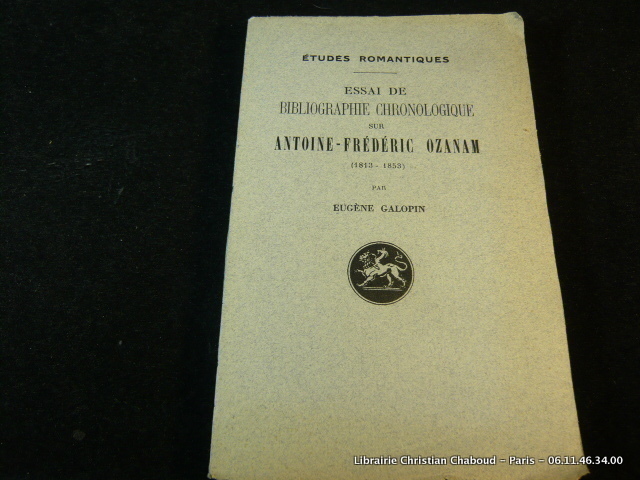 ÉTUDES ROMANTIQUES
ESSAI DE
BIBLIOGRAPHIE CHRONOLOGIQUE
SUR
ANTOINE-FRÉDÉRIC OZANAM
(1813-1853)
PAR
EUGÈNE GALOPIN
Librairie Christian Chaboud - Paris - 06.11.46.34.00